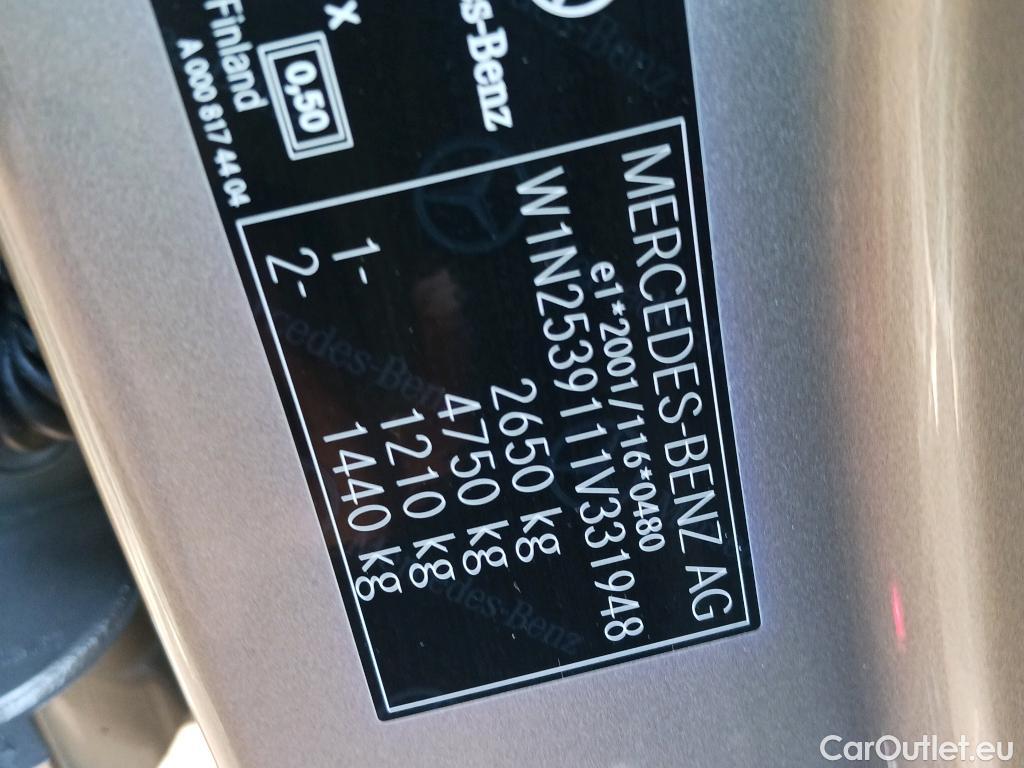 MERCEDES-BENZ AG
e1*2001/116*0480
W1N2539111V331948
2650 kg
4750 kg
1- 1210 kg
2- 1440 kg
s-Benz
x
0,50
Finland
A 000 817 44 04
CarOutlet.eu